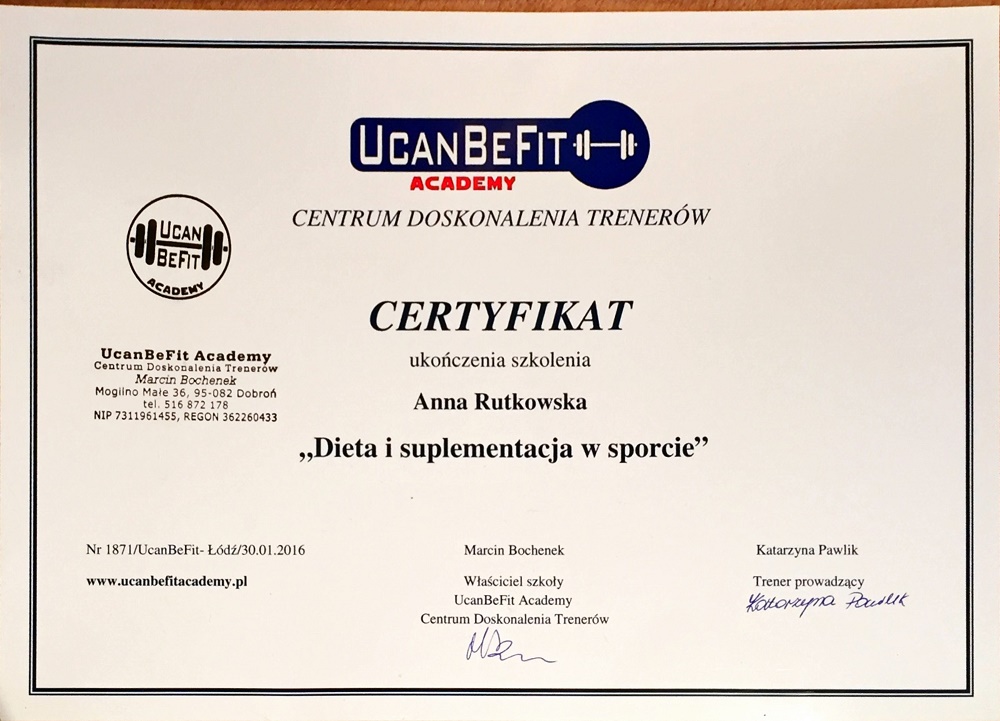 UCANBEFIT
ACADEMY
CENTRUM DOSKONALENIA TRENERÓW
UCAN
BEFIT
ACADEMY
CERTYFIKAT
ukończenia szkolenia
UcanBeFit Academy
Centrum Doskonalenia Trenerów
Marcin Bochenek
Mogilno Małe 36, 95-082 Dobroń
tel. 516 872 178
NIP 7311961455, REGON 362260433
Anna Rutkowska
„Dieta i suplementacja w sporcie”
Nr 1871/UcanBeFit- Łódź/30.01.2016
www.ucanbefitacademy.pl
Marcin Bochenek
Właściciel szkoły
UcanBeFit Academy
Centrum Doskonalenia Trenerów
Katarzyna Pawlik
Trener prowadzący
Katarzyna Pawlik